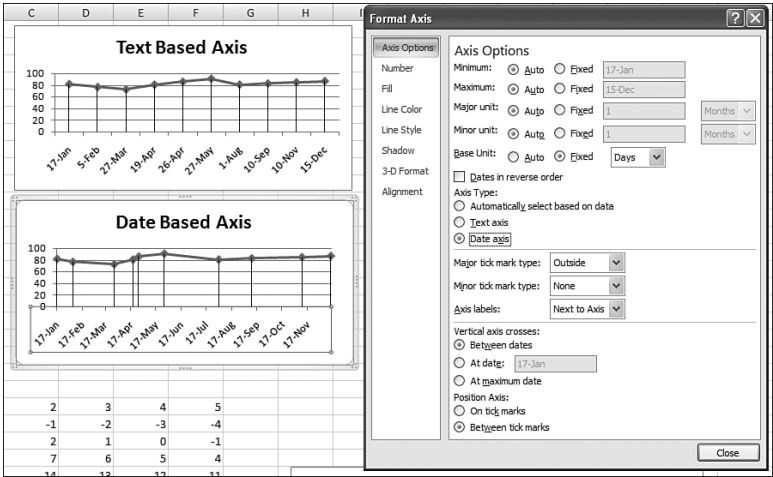 C D E F G H I
Text Based Axis
100
80
60
40
20
0
17-Jan 5-Feb 27-Mar 19-Apr 26-Apr 27-May 1-Aug 10-Sep 10-Nov 15-Dec
Date Based Axis
100
80
60
40
20
0
17-Jan 17-Feb 17-Mar 17-Apr 17-May 17-Jun 17-Jul 17-Aug 17-Sep 17-Oct 17-Nov
2 3 4 5
-1 -2 -3 -4
2 1 0 -1
7 6 5 4
14 13 12 11
Format Axis
Axis Options
Number
Fill
Line Color
Line Style
Shadow
3-D Format
Alignment
Axis Options
Minimum: Auto Fixed 17-Jan
Maximum: Auto Fixed 15-Dec
Major unit: Auto Fixed 1 Months
Minor unit: Auto Fixed 1 Months
Base Unit: Auto Fixed Days
Dates in reverse order
Axis Type:
Automatically select based on data
Text axis
Date axis
Major tick mark type: Outside
Minor tick mark type: None
Axis labels: Next to Axis
Vertical axis crosses:
Between dates
At date: 17-Jan
At maximum date
Position Axis:
On tick marks
Between tick marks
Close